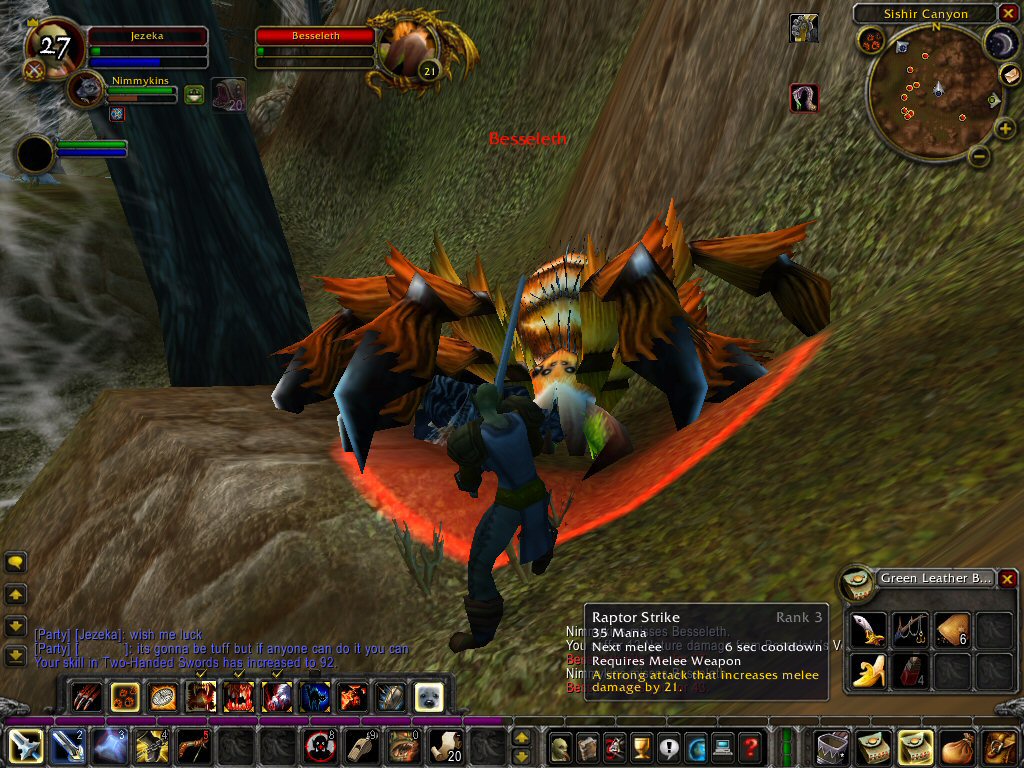 Sishir Canyon
27
Jezeka
Besseleth
21
Nimmykins
20
N
Besseleth
[Party] [Jezeka]: wish me luck
[Party] [ ]: its gonna be tuff but if anyone can do it you can
Your skill in Two-Handed Swords has increased to 92.
Raptor Strike Rank 3
35 Mana
Next melee 6 sec cooldown
Requires Melee Weapon
A strong attack that increases melee
damage by 21.
misses Besseleth.
Green Leather B...
6
4
2 3 4 5 8 9 0 20